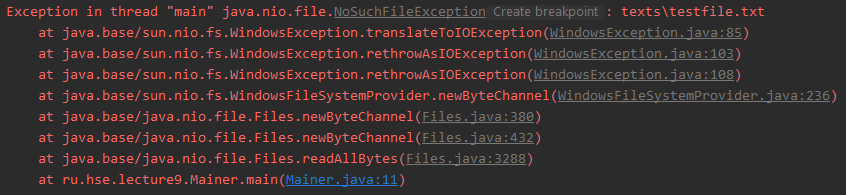 Exception in thread "main" java.nio.file.NoSuchFileException Create breakpoint : texts\testfile.txt
at java.base/sun.nio.fs.WindowsException.translateToIOException(WindowsException.java:85)
at java.base/sun.nio.fs.WindowsException.rethrowAsIOException(WindowsException.java:103)
at java.base/sun.nio.fs.WindowsException.rethrowAsIOException(WindowsException.java:108)
at java.base/sun.nio.fs.WindowsFileSystemProvider.newByteChannel(WindowsFileSystemProvider.java:236)
at java.base/java.nio.file.Files.newByteChannel(Files.java:380)
at java.base/java.nio.file.Files.newByteChannel(Files.java:432)
at java.base/java.nio.file.Files.readAllBytes(Files.java:3288)
at ru.hse.lecture9.Mainer.main(Mainer.java:11)